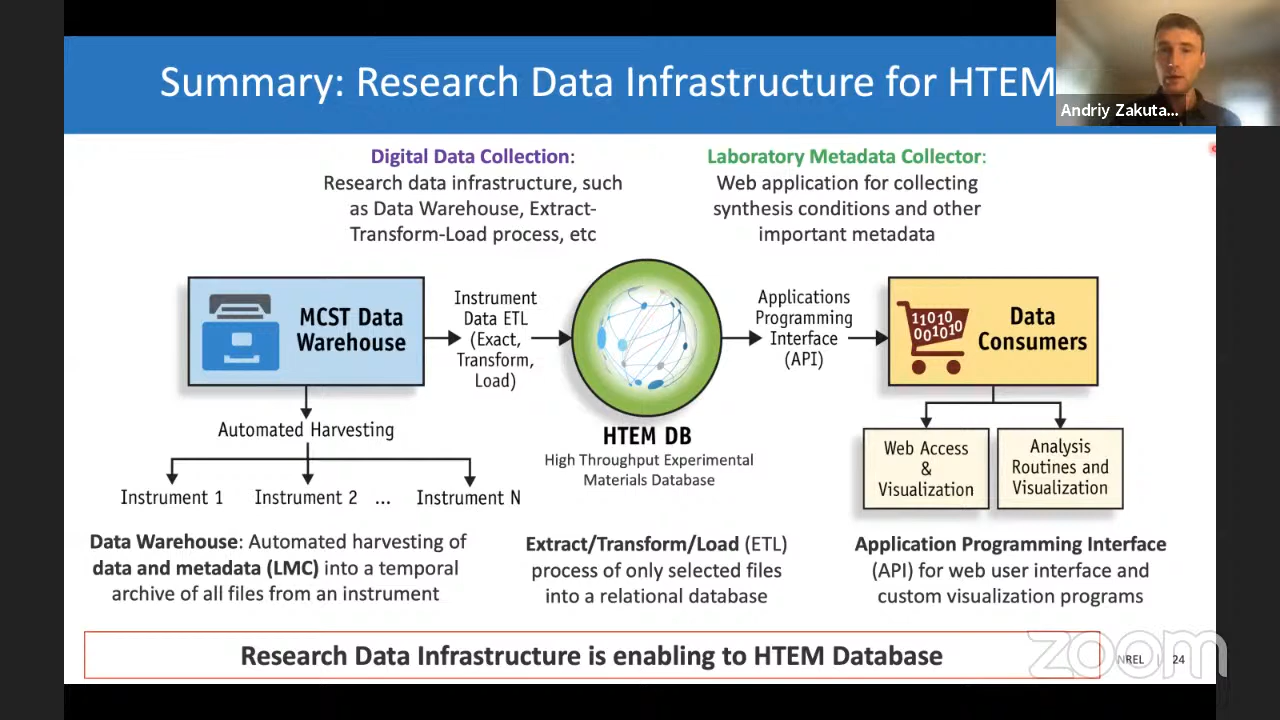 Summary: Research Data Infrastructure for HTEM
Andriy Zakuta...
Digital Data Collection:
Research data infrastructure, such
as Data Warehouse, Extract-
Transform-Load process, etc
Laboratory Metadata Collector:
Web application for collecting
synthesis conditions and other
important metadata
MCST Data
Warehouse
Instrument
Data ETL
(Exact,
Transform,
Load)
Applications
Programming
Interface
(API)
11010
001010
Data
Consumers
Automated Harvesting
Instrument 1
Instrument 2
...
Instrument N
HTEM DB
High Throughput Experimental
Materials Database
Web Access
&
Visualization
Analysis
Routines and
Visualization
Data Warehouse: Automated harvesting of
data and metadata (LMC) into a temporal
archive of all files from an instrument
Extract/Transform/Load (ETL)
process of only selected files
into a relational database
Application Programming Interface
(API) for web user interface and
custom visualization programs
Research Data Infrastructure is enabling to HTEM Database
zoom
NREL | 24